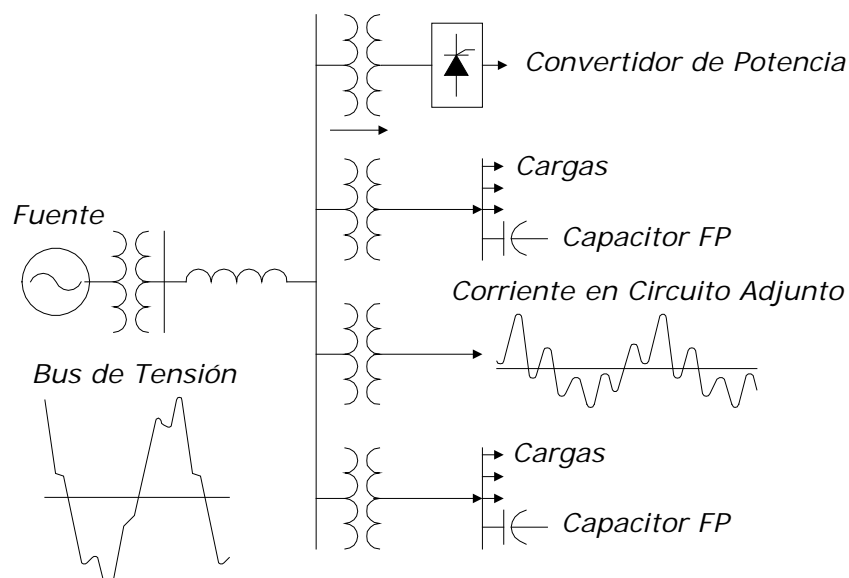 Convertidor de Potencia
Cargas
Fuente
Capacitor FP
Corriente en Circuito Adjunto
Bus de Tensión
Cargas
Capacitor FP